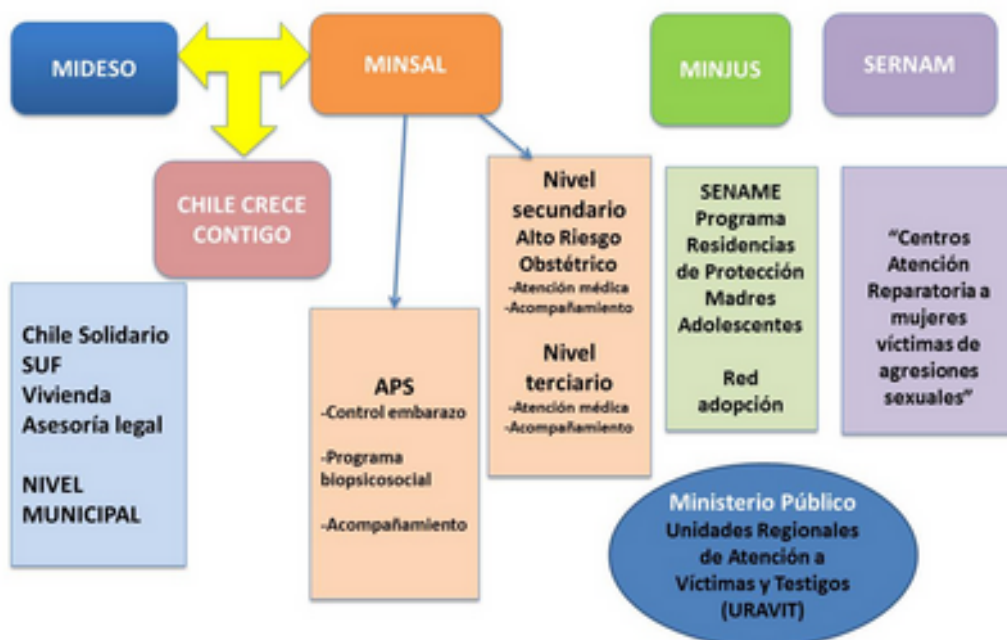 MIDESO
MINSAL
MINJUS
SERNAM
CHILE CRECE
CONTIGO
Chile Solidario
SUF
Vivienda
Asesoría legal
NIVEL
MUNICIPAL
APS
-Control embarazo
-Programa
biopsicosocial
-Acompañamiento
Nivel
secundario
Alto Riesgo
Obstétrico
-Atención médica
-Acompañamiento
Nivel
terciario
-Atención médica
-Acompañamiento
SENAME
Programa
Residencias
de Protección
Madres
Adolescentes
Red
adopción
“Centros
Atención
Reparatoria a
mujeres
víctimas de
agresiones
sexuales”
Ministerio Público
Unidades Regionales
de Atención a
Víctimas y Testigos
(URAVIT)